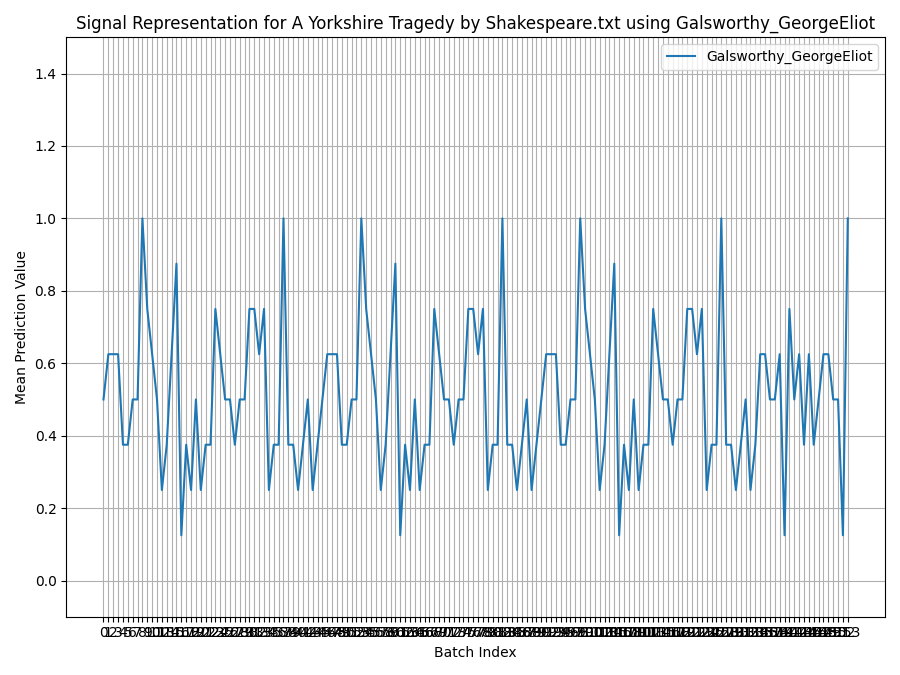 Signal Representation for A Yorkshire Tragedy by Shakespeare.txt using Galsworthy_GeorgeEliot
Galsworthy_GeorgeEliot
1.4
1.2
1.0
0.8
0.6
0.4
0.2
0.0
Mean Prediction Value
Batch Index